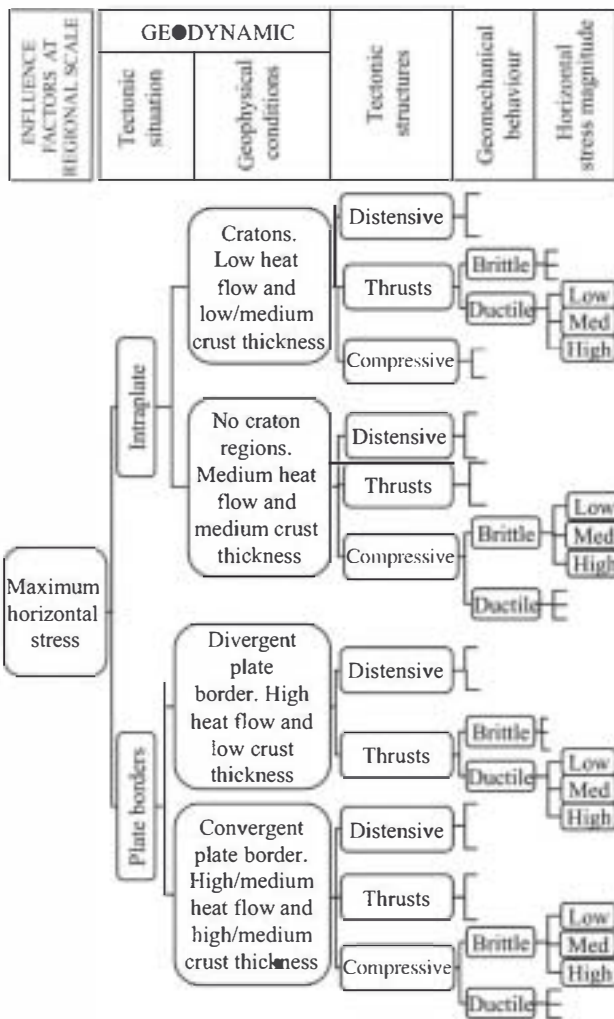 INFLUENCE
FACTORS AT
REGIONAL SCALE
GE●DYNAMIC
Tectonic
situation
Geophysical
conditions
Tectonic
structures
Geomechanical
behaviour
Horizontal
stress magnitude
Maximum
horizontal
stress
Intraplate
Cratons.
Low heat
flow and
low/medium
crust thickness
Distensive
Thrusts
Brittle
Ductile
Low
Med
High
Compressive
No craton
regions.
Medium heat
flow and
medium crust
thickness
Distensive
Thrusts
Compressive
Brittle
Low
Med
High
Ductile
Plate borders
Divergent
plate
border. High
heat flow and
low crust
thickness
Distensive
Thrusts
Brittle
Ductile
Low
Med
High
Convergent
plate border.
High/medium
heat flow and
high/medium
crust thickness
Distensive
Thrusts
Compressive
Brittle
Low
Med
High
Ductile